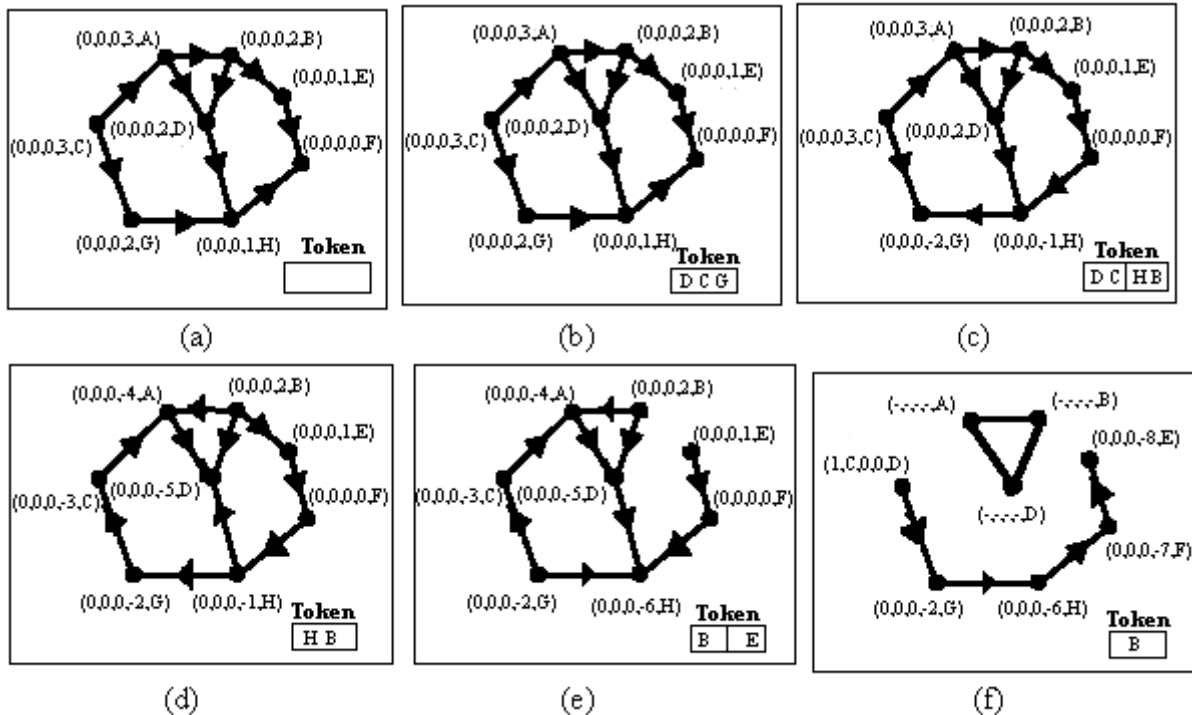 (0,0,0,3,A) (0,0,0,2,B)
(0,0,0,1,E)
(0,0,0,3,C) (0,0,0,2,D) (0,0,0,0,F)
(0,0,0,2,G) (0,0,0,1,H)
Token
(a)
(0,0,0,3,A) (0,0,0,2,B)
(0,0,0,1,E)
(0,0,0,3,C) (0,0,0,2,D) (0,0,0,0,F)
(0,0,0,2,G) (0,0,0,1,H)
Token
D C G
(b)
(0,0,0,3,A) (0,0,0,2,B)
(0,0,0,1,E)
(0,0,0,3,C) (0,0,0,2,D) (0,0,0,0,F)
(0,0,0,-2,G) (0,0,0,-1,H)
Token
D C H B
(c)
(0,0,0,-4,A) (0,0,0,2,B)
(0,0,0,1,E)
(0,0,0,-3,C) (0,0,0,-5,D) (0,0,0,0,F)
(0,0,0,-2,G) (0,0,0,-1,H)
Token
H B
(d)
(0,0,0,-4,A) (0,0,0,2,B)
(0,0,0,1,E)
(0,0,0,-3,C) (0,0,0,-5,D) (0,0,0,0,F)
(0,0,0,-2,G) (0,0,0,-6,H)
Token
B E
(e)
(-,-,-,-,A) (-,-,-,-,B)
(0,0,0,-8,E)
(1,C,0,0,D)
(-,-,-,-,D)
(0,0,0,-7,F)
(0,0,0,-2,G) (0,0,0,-6,H)
Token
B
(f)